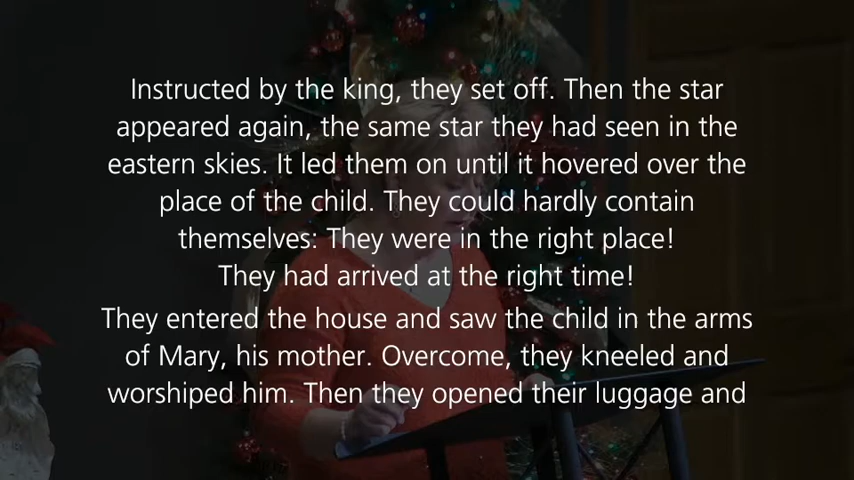 Instructed by the king, they set off. Then the star
appeared again, the same star they had seen in the
eastern skies. It led them on until it hovered over the
place of the child. They could hardly contain
themselves: They were in the right place!
They had arrived at the right time!
They entered the house and saw the child in the arms
of Mary, his mother. Overcome, they kneeled and
worshiped him. Then they opened their luggage and